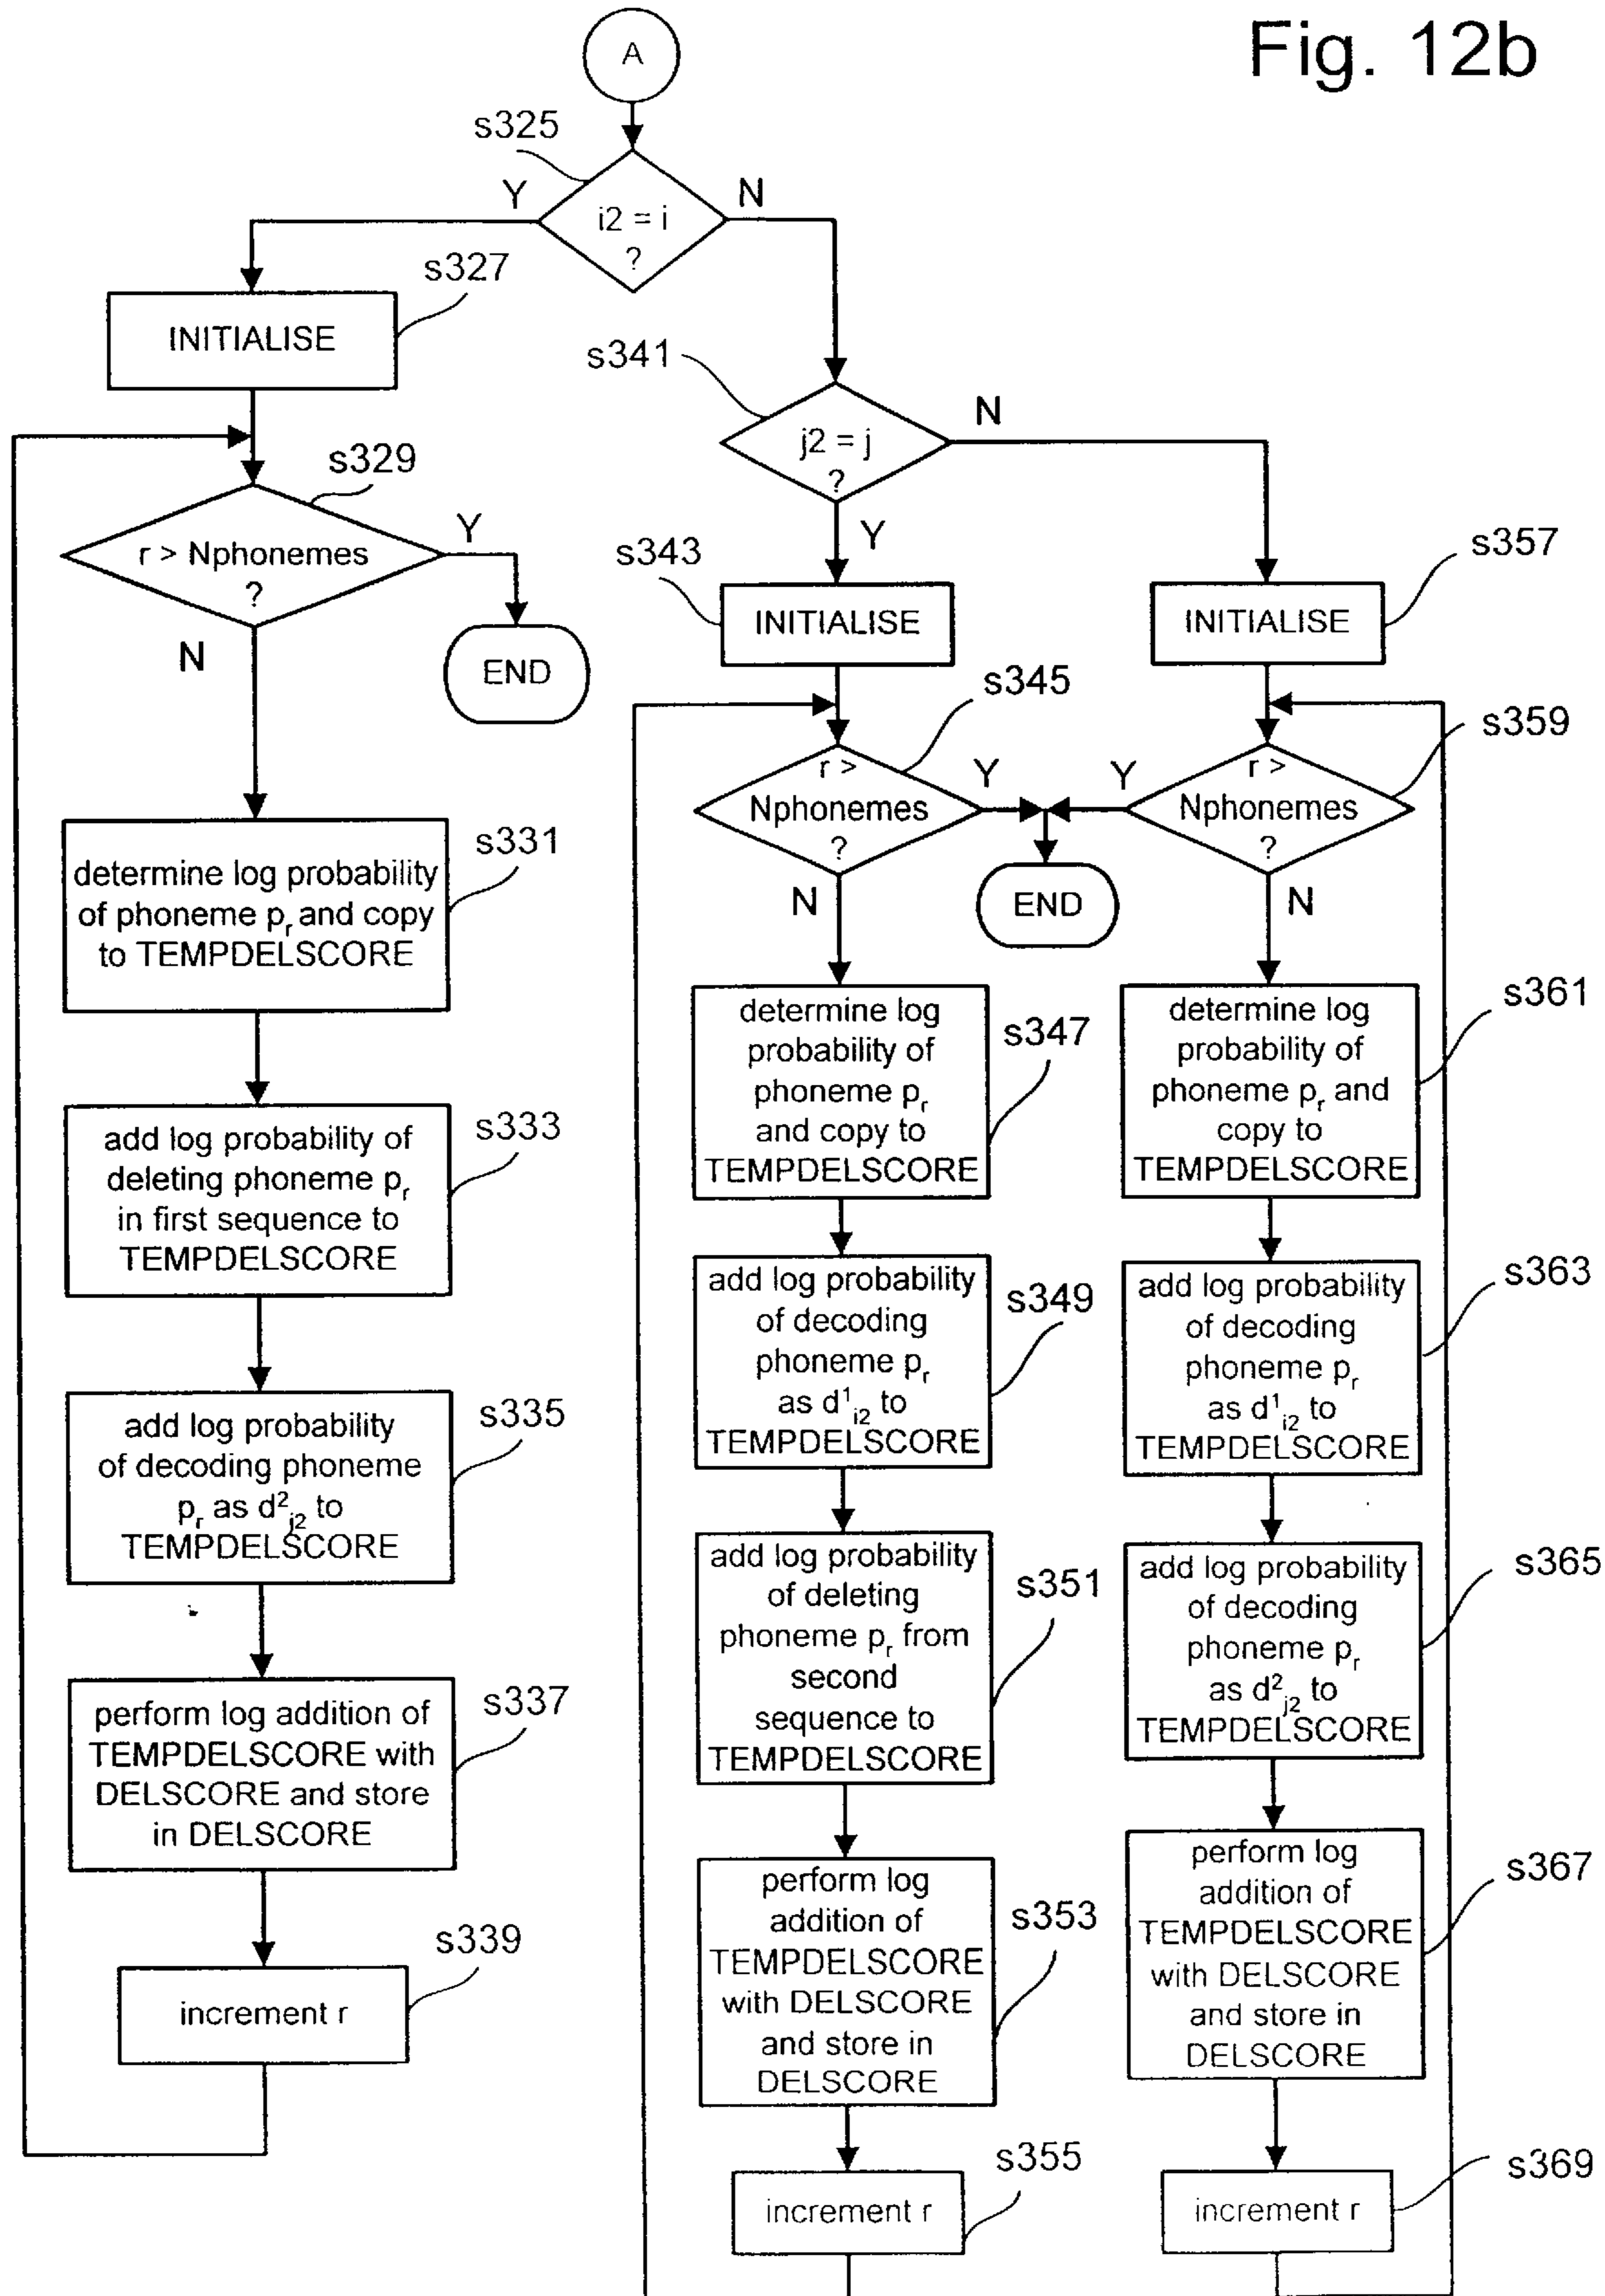 Fig. 12b
A
s325
Y
N
i2 = i
?
s327
INITIALISE
s341
j2 = j
?
N
Y
s329
r > Nphonemes
?
Y
N
END
s343
INITIALISE
s357
INITIALISE
s345
r >
Nphonemes
?
Y
N
s359
r >
Nphonemes
?
Y
N
END
s331
determine log probability
of phoneme pr and copy
to TEMPDELSCORE
s333
add log probability of
deleting phoneme pr
in first sequence to
TEMPDELSCORE
s335
add log probability
of decoding phoneme
pr as d²j2 to
TEMPDELSCORE
s337
perform log addition of
TEMPDELSCORE with
DELSCORE and store
in DELSCORE
s339
increment r
s347
determine log
probability of
phoneme pr
and copy to
TEMPDELSCORE
s349
add log probability
of decoding
phoneme pr
as d¹i2 to
TEMPDELSCORE
s351
add log probability
of deleting
phoneme pr from
second
sequence to
TEMPDELSCORE
s353
perform log
addition of
TEMPDELSCORE
with DELSCORE
and store in
DELSCORE
s355
increment r
s361
determine log
probability of
phoneme pr and
copy to
TEMPDELSCORE
s363
add log probability
of decoding
phoneme pr
as d¹i2 to
TEMPDELSCORE
s365
add log probability
of decoding
phoneme pr
as d²j2 to
TEMPDELSCORE
s367
perform log
addition of
TEMPDELSCORE
with DELSCORE
and store in
DELSCORE
s369
increment r